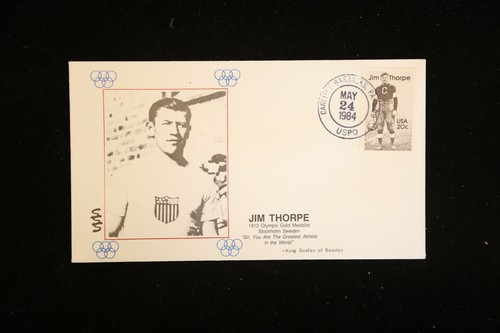 Jim Thorpe
C
USA
20c
MAY
24
1984
USPO
JIM THORPE
1912 Olympic Gold Medalist
Stockholm Sweden
"Sir, You Are The Greatest Athlete
in the World"
-King Gustav of Sweden